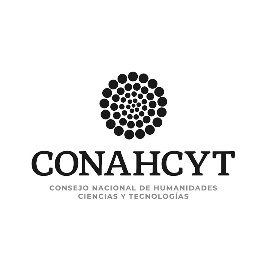 CONAHCYT
CONSEJO NACIONAL DE HUMANIDADES
CIENCIAS Y TECNOLOGÍAS